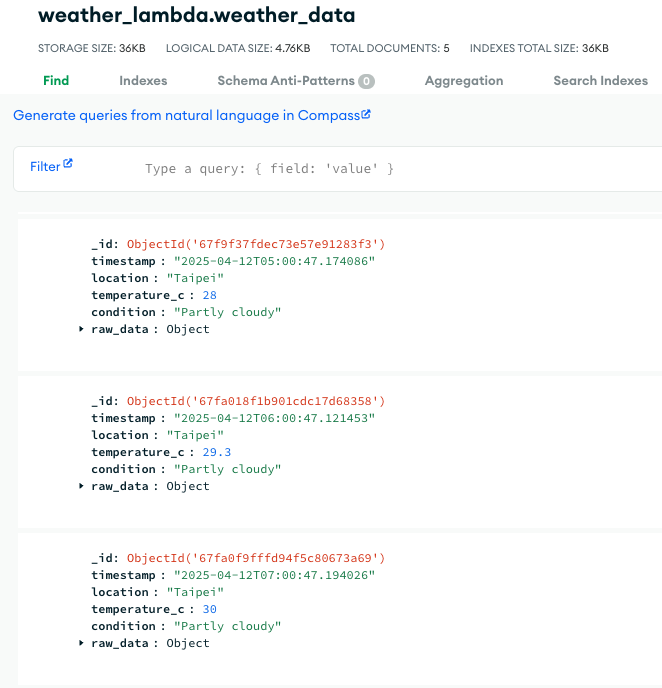 weather_lambda.weather_data
STORAGE SIZE: 36KB LOGICAL DATA SIZE: 4.76KB TOTAL DOCUMENTS: 5 INDEXES TOTAL SIZE: 36KB
Find Indexes Schema Anti-Patterns 0 Aggregation Search Indexes
Generate queries from natural language in Compass
Filter Type a query: { field: 'value' }
_id: ObjectId('67f9f37fdec73e57e91283f3')
timestamp : "2025-04-12T05:00:47.174086"
location : "Taipei"
temperature_c : 28
condition : "Partly cloudy"
raw_data : Object
_id: ObjectId('67fa018f1b901cdc17d68358')
timestamp : "2025-04-12T06:00:47.121453"
location : "Taipei"
temperature_c : 29.3
condition : "Partly cloudy"
raw_data : Object
_id: ObjectId('67fa0f9fffd94f5c80673a69')
timestamp : "2025-04-12T07:00:47.194026"
location : "Taipei"
temperature_c : 30
condition : "Partly cloudy"
raw_data : Object